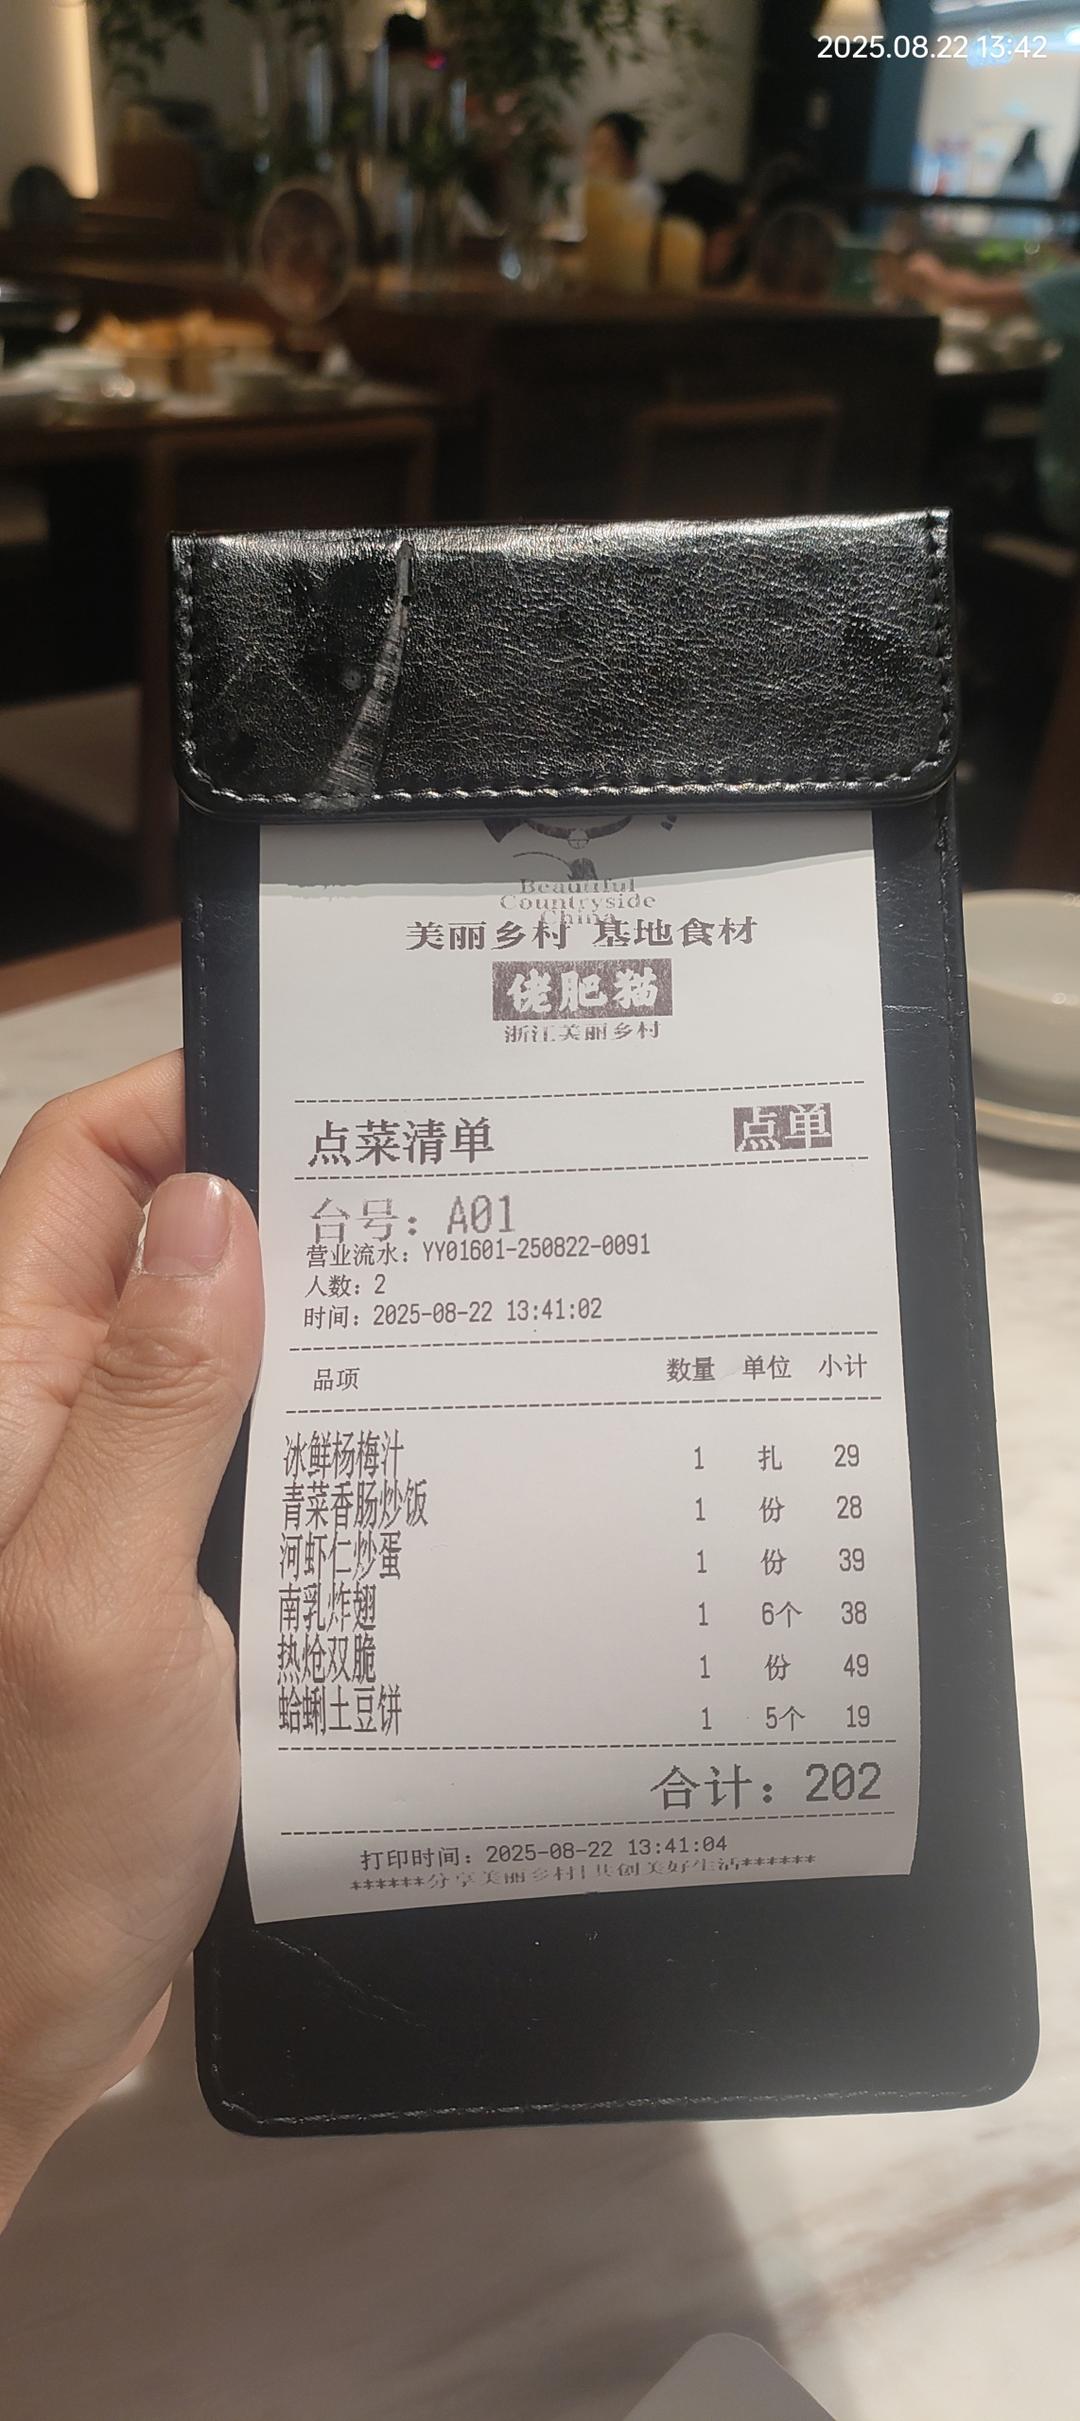 2025.08.22 13:42
Beautiful
Countryside
China
美丽乡村 基地食材
佬肥猫
浙江美丽乡村
点菜清单 点单
台号：A01
营业流水：YY01601-250822-0091
人数：2
时间：2025-08-22 13:41:02
品项 数量 单位 小计
冰鲜杨梅汁 1 扎 29
青菜香肠炒饭 1 份 28
河虾仁炒蛋 1 份 39
南乳炸翅 1 6个 38
热炝双脆 1 份 49
蛤蜊土豆饼 1 5个 19
合计：202
打印时间：2025-08-22 13:41:04
******分享美丽乡村|共创美好生活******